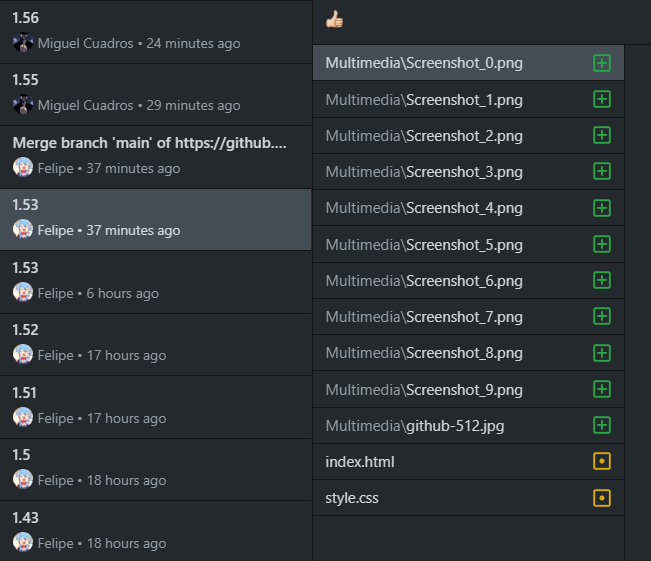 1.56
Miguel Cuadros • 24 minutes ago
1.55
Miguel Cuadros • 29 minutes ago
Merge branch 'main' of https://github....
Felipe • 37 minutes ago
1.53
Felipe • 37 minutes ago
1.53
Felipe • 6 hours ago
1.52
Felipe • 17 hours ago
1.51
Felipe • 17 hours ago
1.5
Felipe • 18 hours ago
1.43
Felipe • 18 hours ago
👍🏻
Multimedia\Screenshot_0.png
Multimedia\Screenshot_1.png
Multimedia\Screenshot_2.png
Multimedia\Screenshot_3.png
Multimedia\Screenshot_4.png
Multimedia\Screenshot_5.png
Multimedia\Screenshot_6.png
Multimedia\Screenshot_7.png
Multimedia\Screenshot_8.png
Multimedia\Screenshot_9.png
Multimedia\github-512.jpg
index.html
style.css